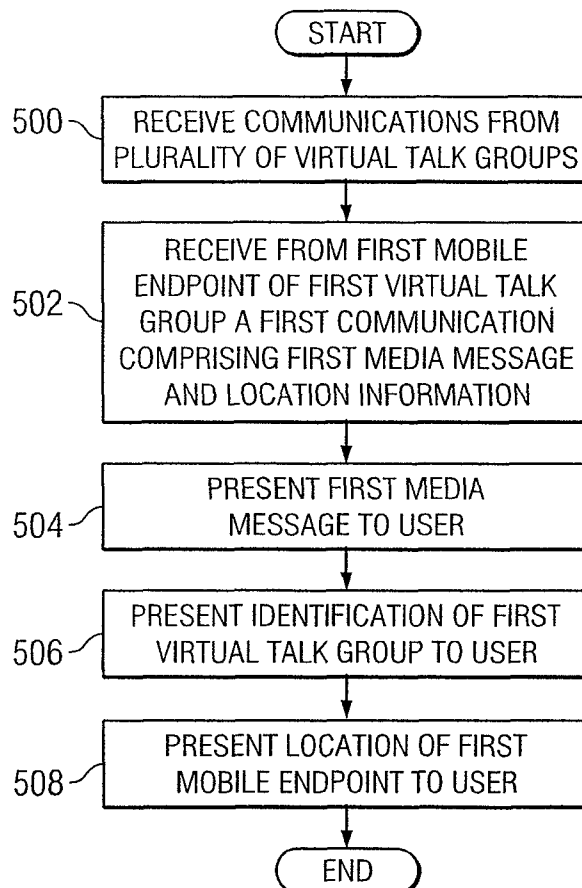 START
500
RECEIVE COMMUNICATIONS FROM
PLURALITY OF VIRTUAL TALK GROUPS
502
RECEIVE FROM FIRST MOBILE
ENDPOINT OF FIRST VIRTUAL TALK
GROUP A FIRST COMMUNICATION
COMPRISING FIRST MEDIA MESSAGE
AND LOCATION INFORMATION
504
PRESENT FIRST MEDIA
MESSAGE TO USER
506
PRESENT IDENTIFICATION OF FIRST
VIRTUAL TALK GROUP TO USER
508
PRESENT LOCATION OF FIRST
MOBILE ENDPOINT TO USER
END